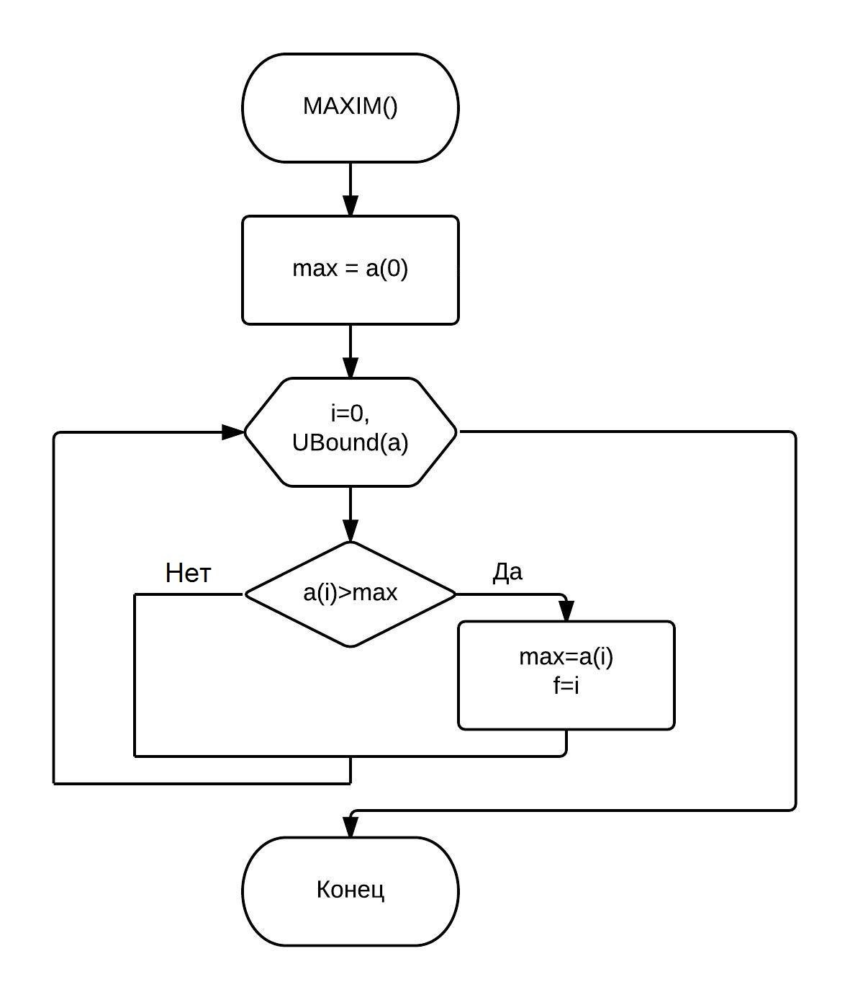 MAXIM()
max = a(0)
i=0,
UBound(a)
Нет
Да
a(i)>max
max=a(i)
f=i
Конец